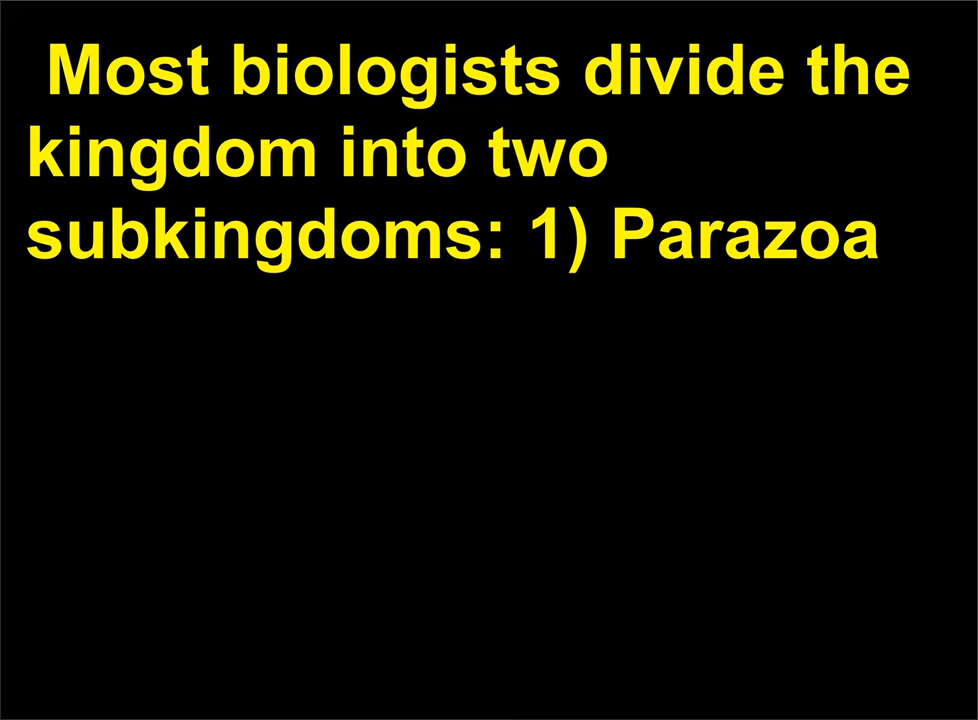 Most biologists divide the
kingdom into two
subkingdoms: 1) Parazoa